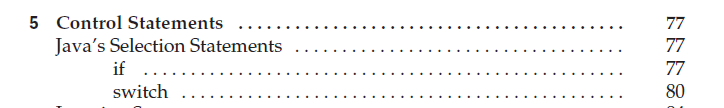 5 Control Statements . . . . . . . . . . . . . . . . . . . . . . . . . . . . . . . . . . . . . . . . . . . 77
Java's Selection Statements . . . . . . . . . . . . . . . . . . . . . . . . . . . . . . . . . . . . 77
if . . . . . . . . . . . . . . . . . . . . . . . . . . . . . . . . . . . . . . . . . . . . . . . . . . . . 77
switch . . . . . . . . . . . . . . . . . . . . . . . . . . . . . . . . . . . . . . . . . . . . . . . . 80